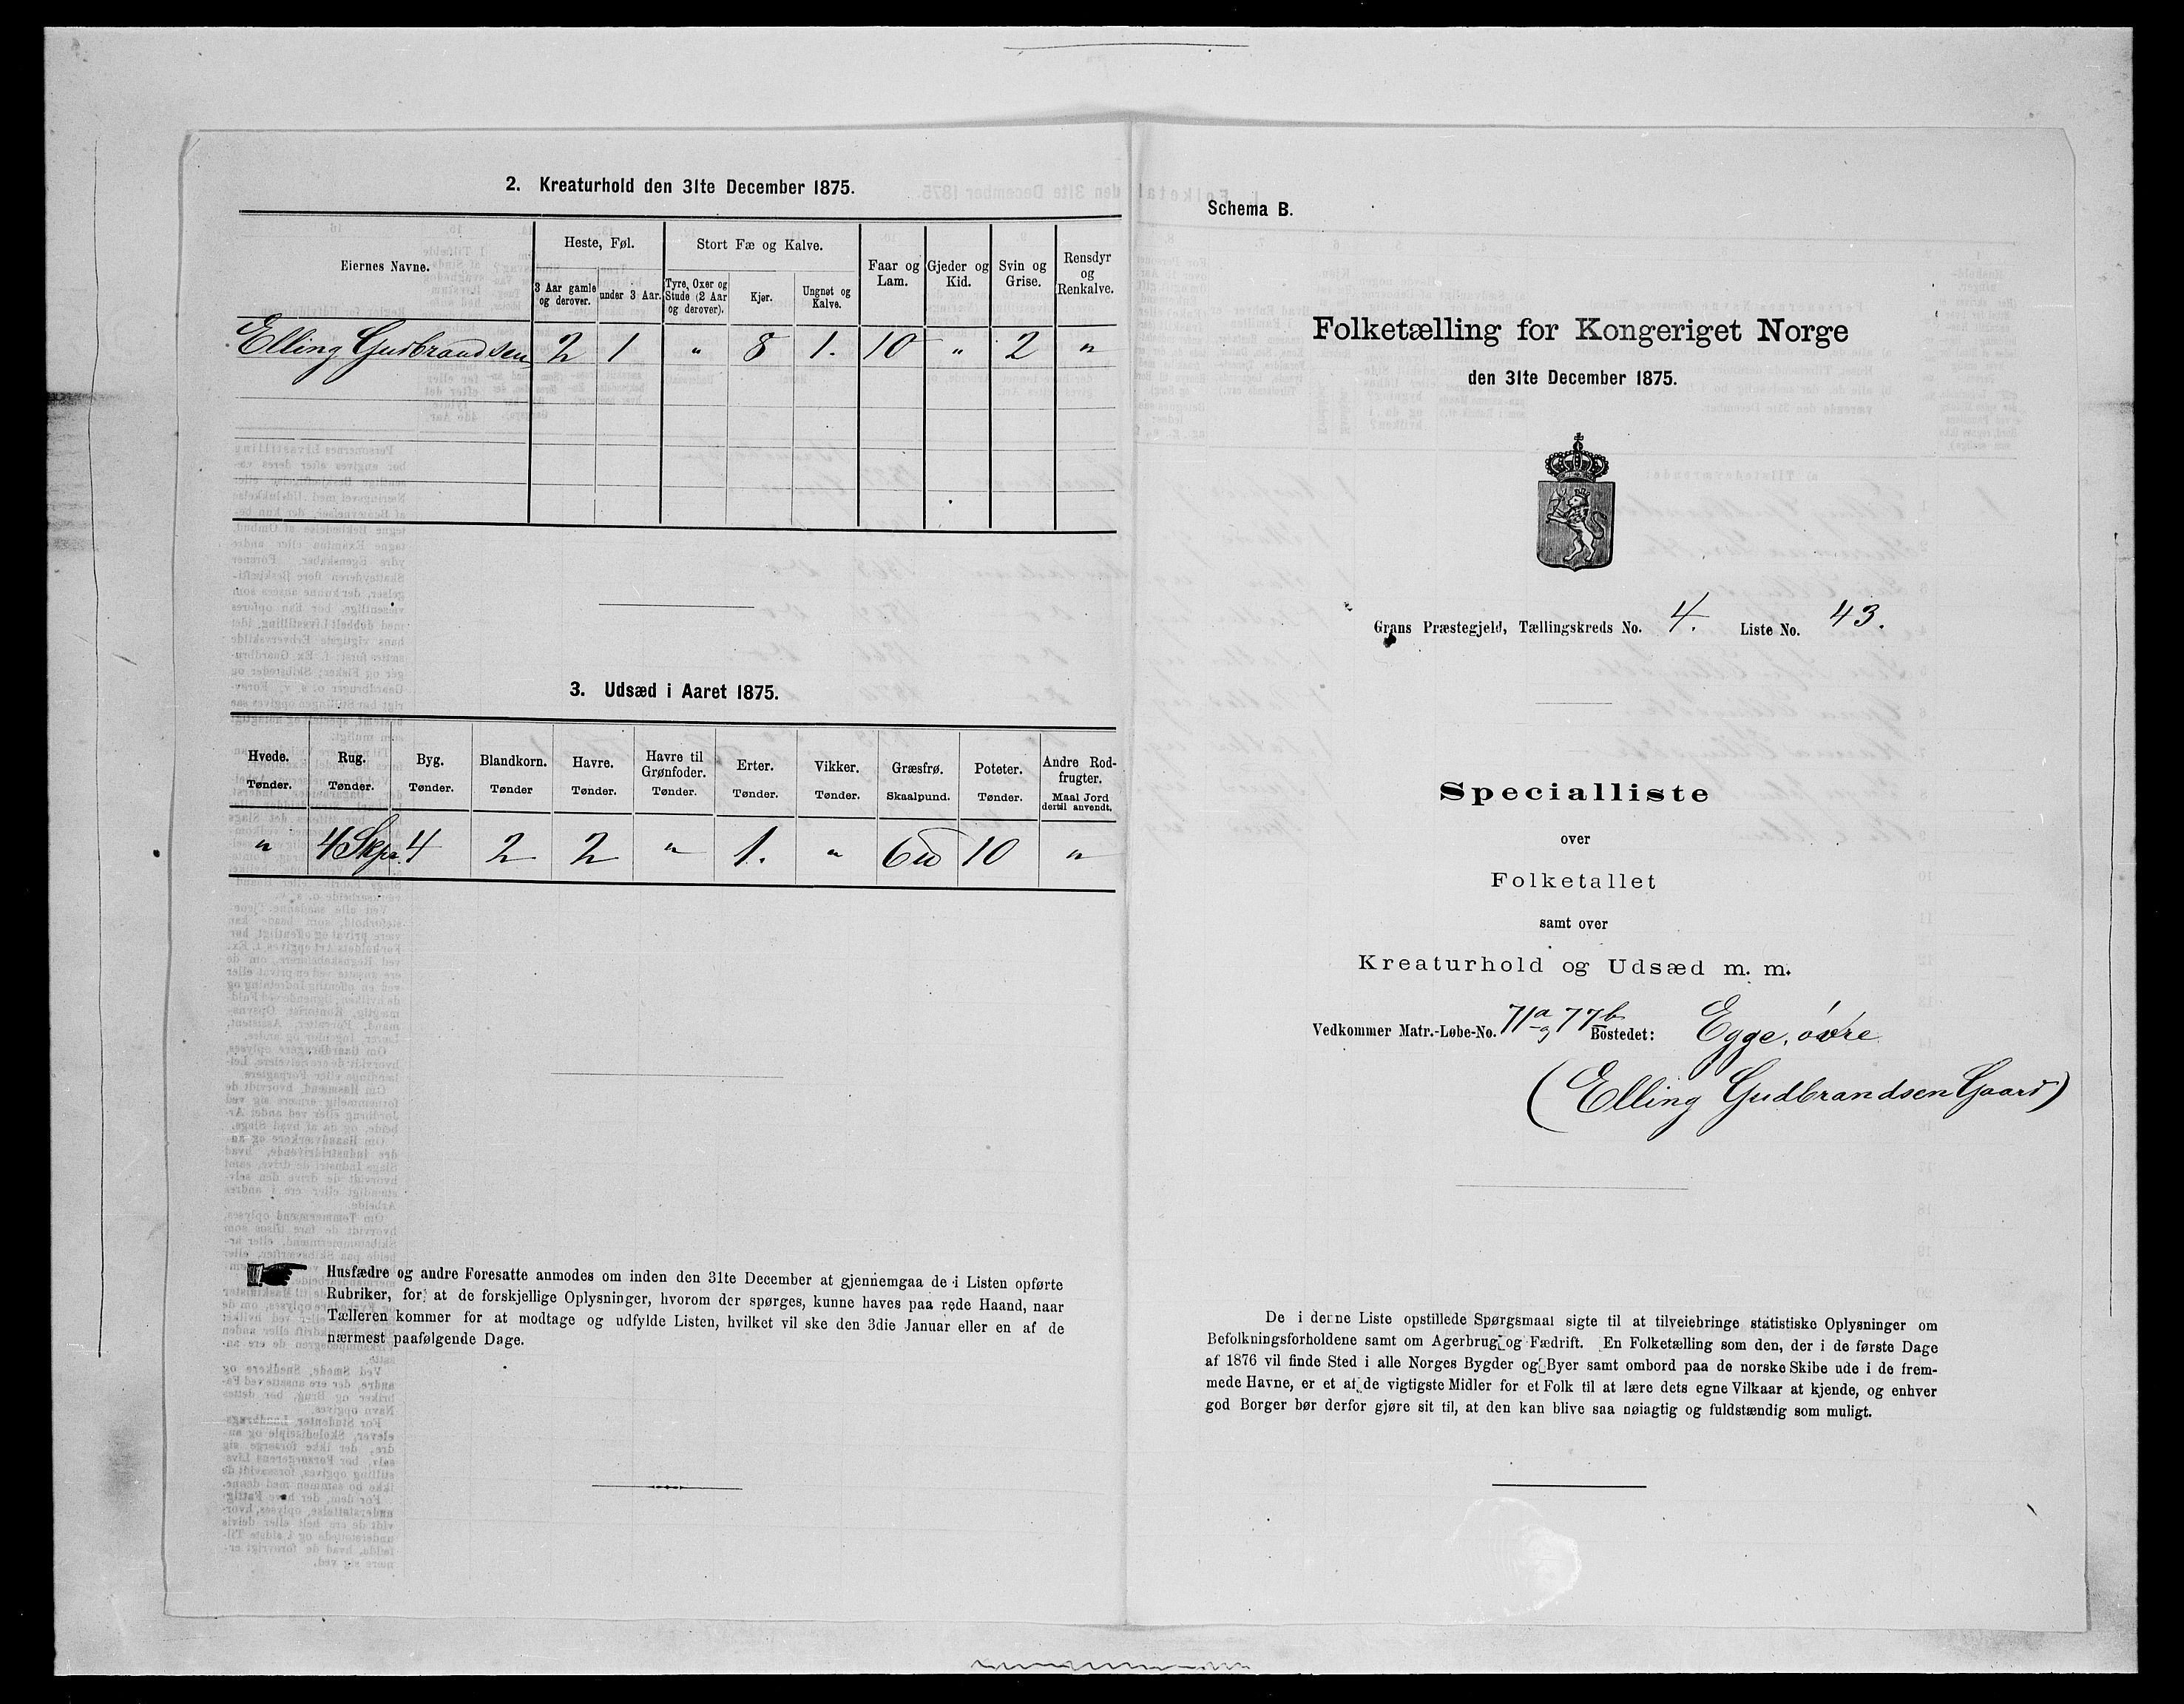 2. Kreaturhold den 31te December 1875.
Eiernes Navne.
Heste, Føl.
Stort Fæ og Kalve.
Faar og Lam.
Gjeder og Kid.
Svin og Grise.
Rensdyr og Renkalve.
3 Aar gamle og derover.
under 3 Aar.
Tyre, Oxer og Stude (2 Aar og derover).
Kjør.
Ungnøt og Kalve.
Elling Gudbrandsen 2 1 " 8 1. 10 " 2 "
3. Udsæd i Aaret 1875.
Hvede. Rug. Byg. Blandkorn. Havre. Havre til Grønfoder. Erter. Vikker. Græsfrø. Poteter. Andre Rodfrugter.
Tønder. Tønder. Tønder. Tønder Tønder. Tønder. Tønder. Tønder. Skaalpund. Tønder. Maal Jord dertil anvendt.
" 4 Skpr. 4 2 2 " 1. " 6 10 "
Husfædre og andre Foresatte anmodes om inden den 31te December at gjennemgaa de i Listen opførte
Rubriker, for at de forskjellige Oplysninger, hvorom der spørges, kunne haves paa rede Haand, naar
Tælleren kommer for at modtage og udfylde Listen, hvilket vil ske den 3die Januar eller en af de
nærmest paafølgende Dage.
Schema B.
Folketælling for Kongeriget Norge
den 31te December 1875.
Grans Præstegjeld, Tællingskreds No. 4. Liste No. 43.
Specialliste
over
Folketallet
samt over
Kreaturhold og Udsæd m. m.
Vedkommer Matr.-Løbe-No. 71a og 77b Bostedet: Egge, øvre
(Elling Gudbrandsen Gaard)
De i denne Liste opstillede Spørgsmaal sigte til at tilveiebringe statistiske Oplysninger om
Befolkningsforholdene samt om Agerbrug og Fædrift. En Folketælling som den, der i de første Dage
af 1876 vil finde Sted i alle Norges Bygder og Byer samt ombord paa de norske Skibe ude i de frem-
mede Havne, er et af de vigtigste Midler for et Folk til at lære dets egne Vilkaar at kjende, og enhver
god Borger bør derfor gjøre sit til, at den kan blive saa nøiagtig og fuldstændig som muligt.